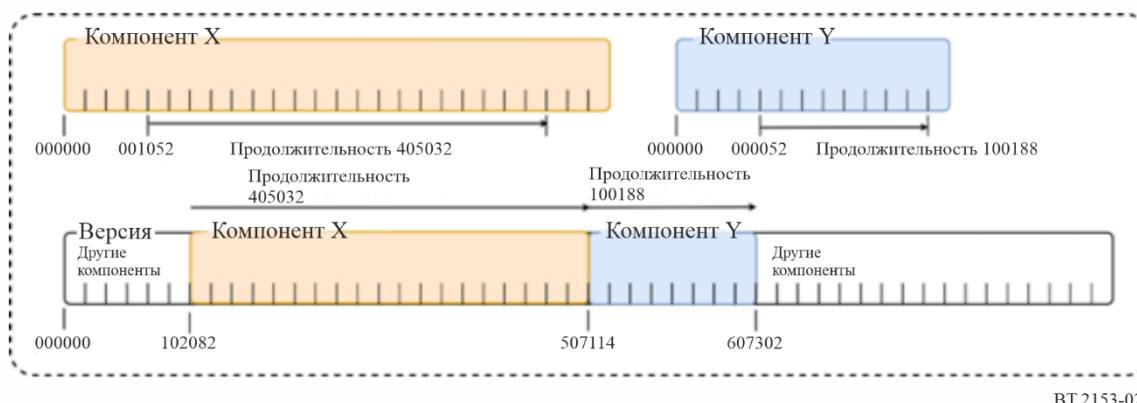 Компонент X
Компонент Y
000000
001052
Продолжительность 405032
000000
000052
Продолжительность 100188
Продолжительность
405032
Продолжительность
100188
Версия
Компонент X
Компонент Y
Другие
компоненты
Другие
компоненты
000000
102082
507114
607302